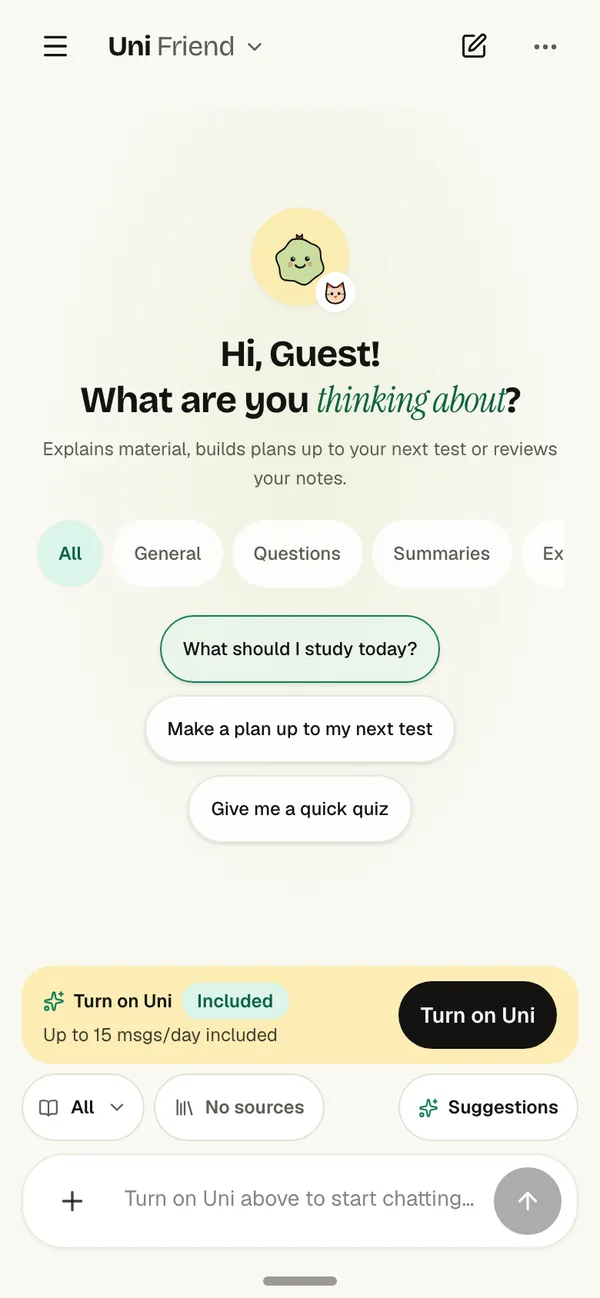 Uni Friend
Hi, Guest!
What are you thinking about?
Explains material, builds plans up to your next test or reviews
your notes.
All
General
Questions
Summaries
Ex
What should I study today?
Make a plan up to my next test
Give me a quick quiz
Turn on Uni
Included
Up to 15 msgs/day included
Turn on Uni
All
No sources
Suggestions
Turn on Uni above to start chatting...